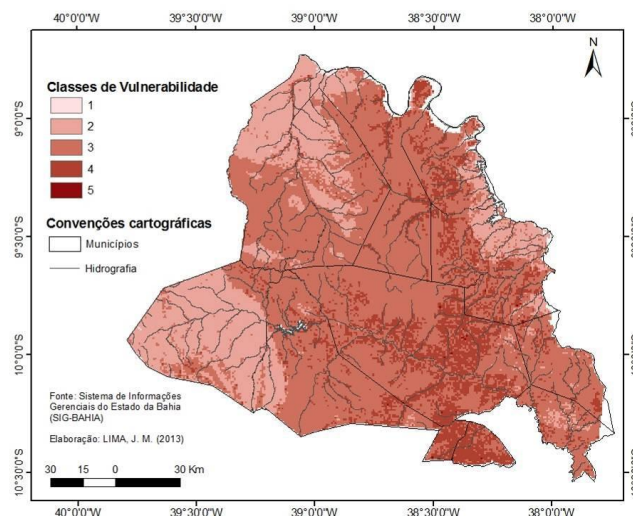 40°0'0"W 39°30'0"W 39°0'0"W 38°30'0"W 38°0'0"W
N
Classes de Vulnerabilidade
1
2
3
4
5
Convenções cartográficas
Municípios
Hidrografia
9°0'0"S
9°30'0"S
10°0'0"S
10°30'0"S
Fonte: Sistema de Informações
Gerenciais do Estado da Bahia
(SIG-BAHIA)
Elaboração: LIMA, J. M. (2013)
30 15 0 30 Km
40°0'0"W 39°30'0"W 39°0'0"W 38°30'0"W 38°0'0"W